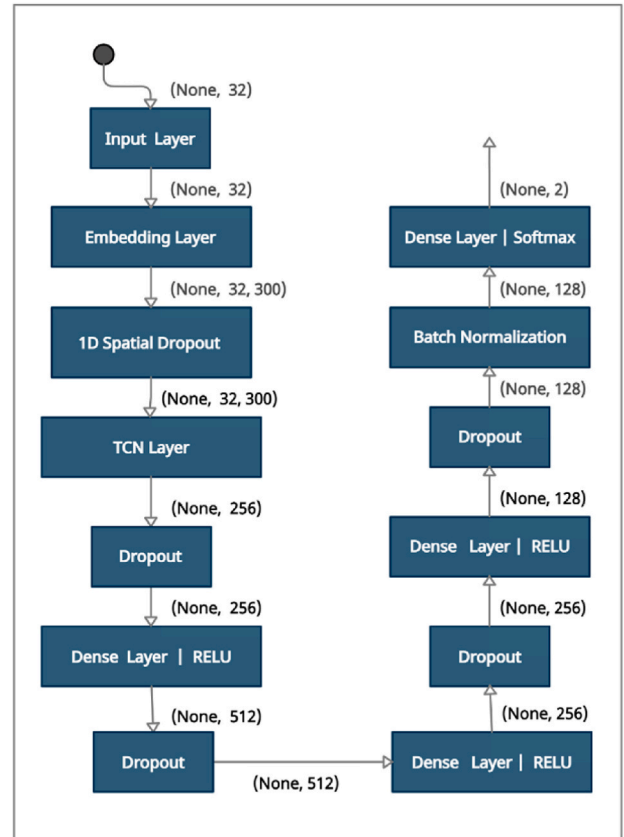 (None, 32)
Input Layer
(None, 32)
Embedding Layer
(None, 32, 300)
1D Spatial Dropout
(None, 32, 300)
TCN Layer
(None, 256)
Dropout
(None, 256)
Dense Layer | RELU
(None, 512)
Dropout
(None, 512)
Dense Layer | RELU
(None, 256)
Dropout
(None, 256)
Dense Layer | RELU
(None, 128)
Dropout
(None, 128)
Batch Normalization
(None, 128)
Dense Layer | Softmax
(None, 2)